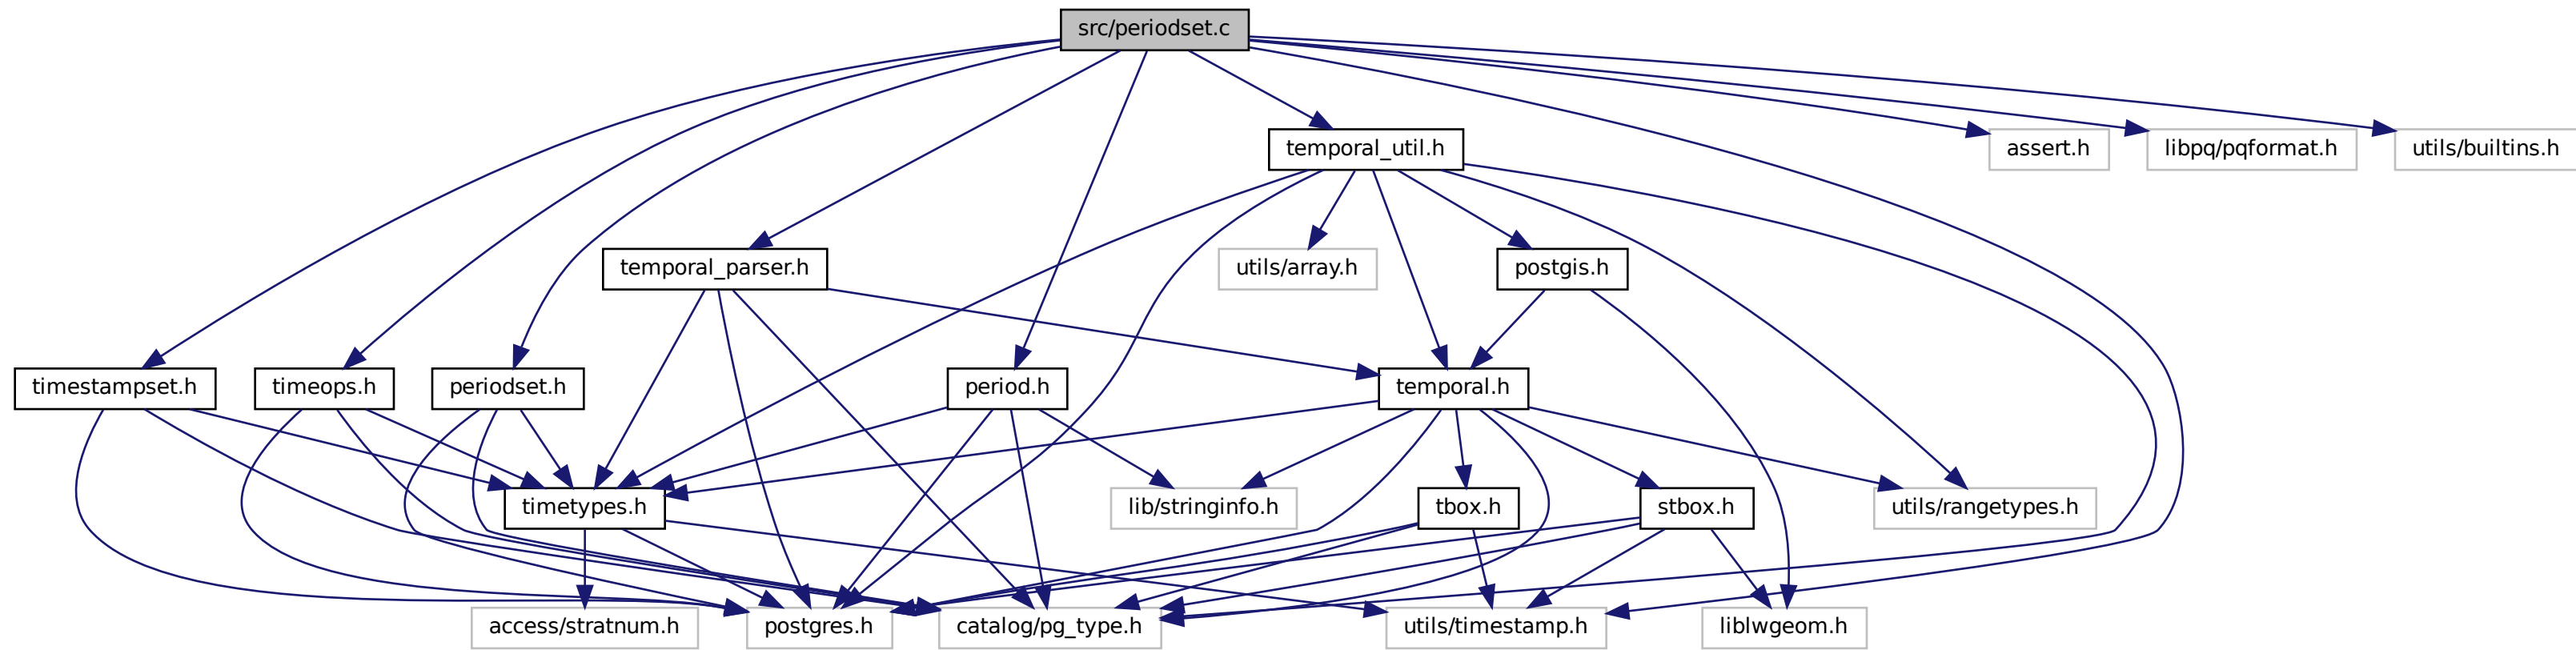 src/periodset.c
temporal_util.h
assert.h
libpq/pqformat.h
utils/builtins.h
temporal_parser.h
utils/array.h
postgis.h
timestampset.h
timeops.h
periodset.h
period.h
temporal.h
timetypes.h
lib/stringinfo.h
tbox.h
stbox.h
utils/rangetypes.h
access/stratnum.h
postgres.h
catalog/pg_type.h
utils/timestamp.h
liblwgeom.h